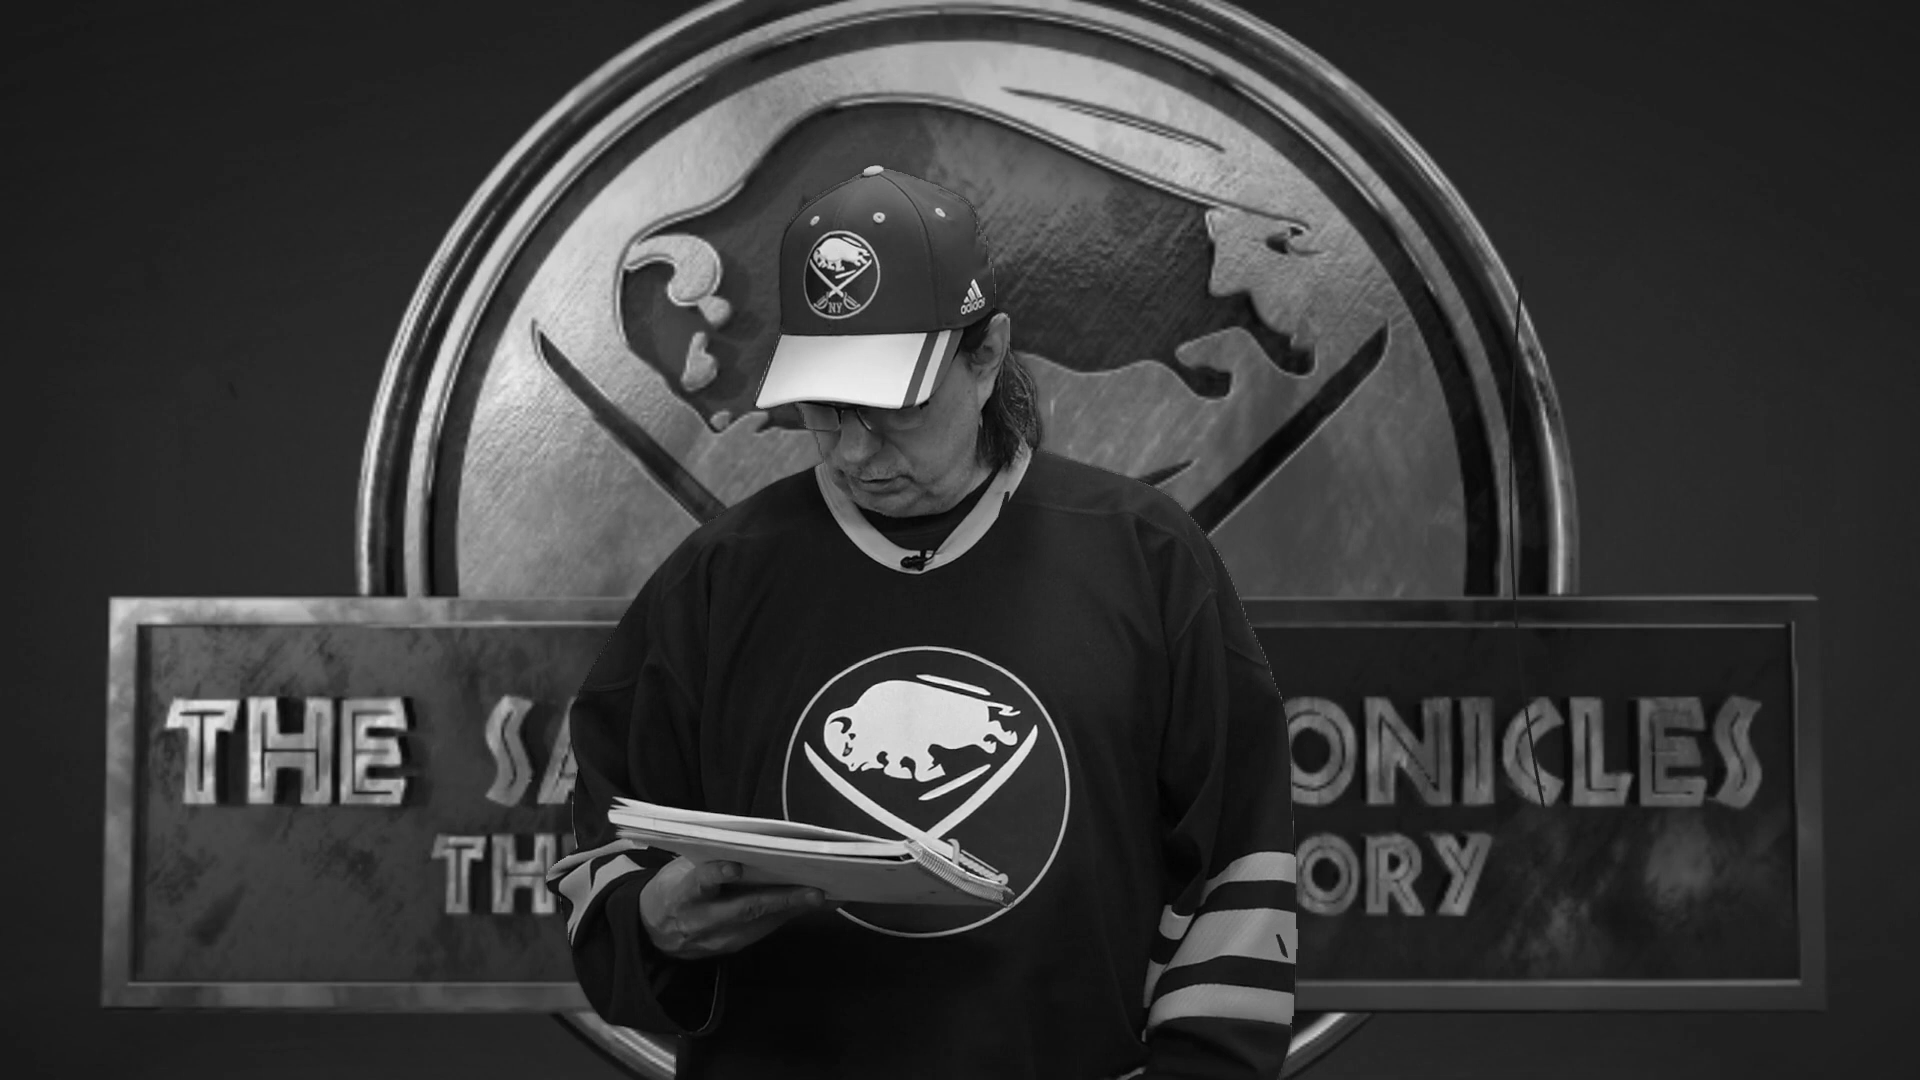 NY
adidas
THE SA ONICLES
TH ORY